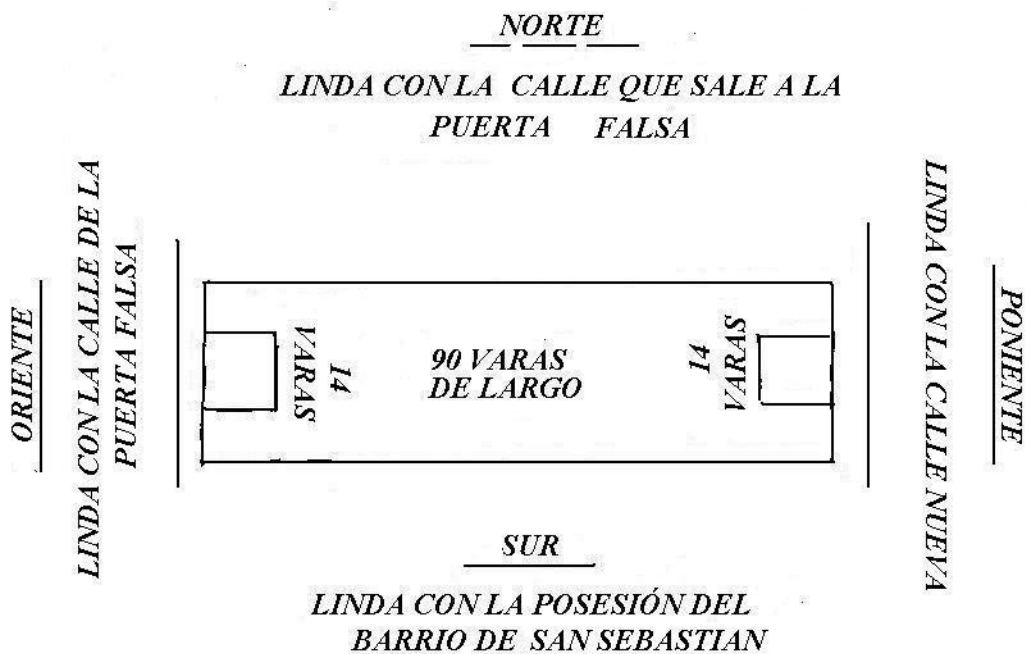 NORTE
LINDA CON LA CALLE QUE SALE A LA
PUERTA FALSA
ORIENTE
LINDA CON LA CALLE DE LA
PUERTA FALSA
14
VARAS
90 VARAS
DE LARGO
14
VARAS
LINDA CON LA CALLE NUEVA
PONIENTE
SUR
LINDA CON LA POSESIÓN DEL
BARRIO DE SAN SEBASTIAN